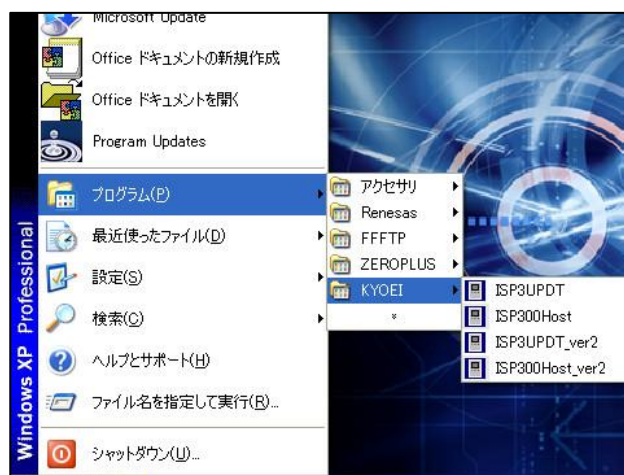 Microsoft Update
Office ドキュメントの新規作成
Office ドキュメントを開く
Program Updates
プログラム(P)
最近使ったファイル(D)
設定(S)
検索(C)
ヘルプとサポート(H)
ファイル名を指定して実行(R)...
シャットダウン(U)...
Windows XP Professional
アクセサリ
Renesas
FFFTP
ZEROPLUS
KYOEI
ISP3UPDT
ISP300Host
ISP3UPDT_ver2
ISP300Host_ver2